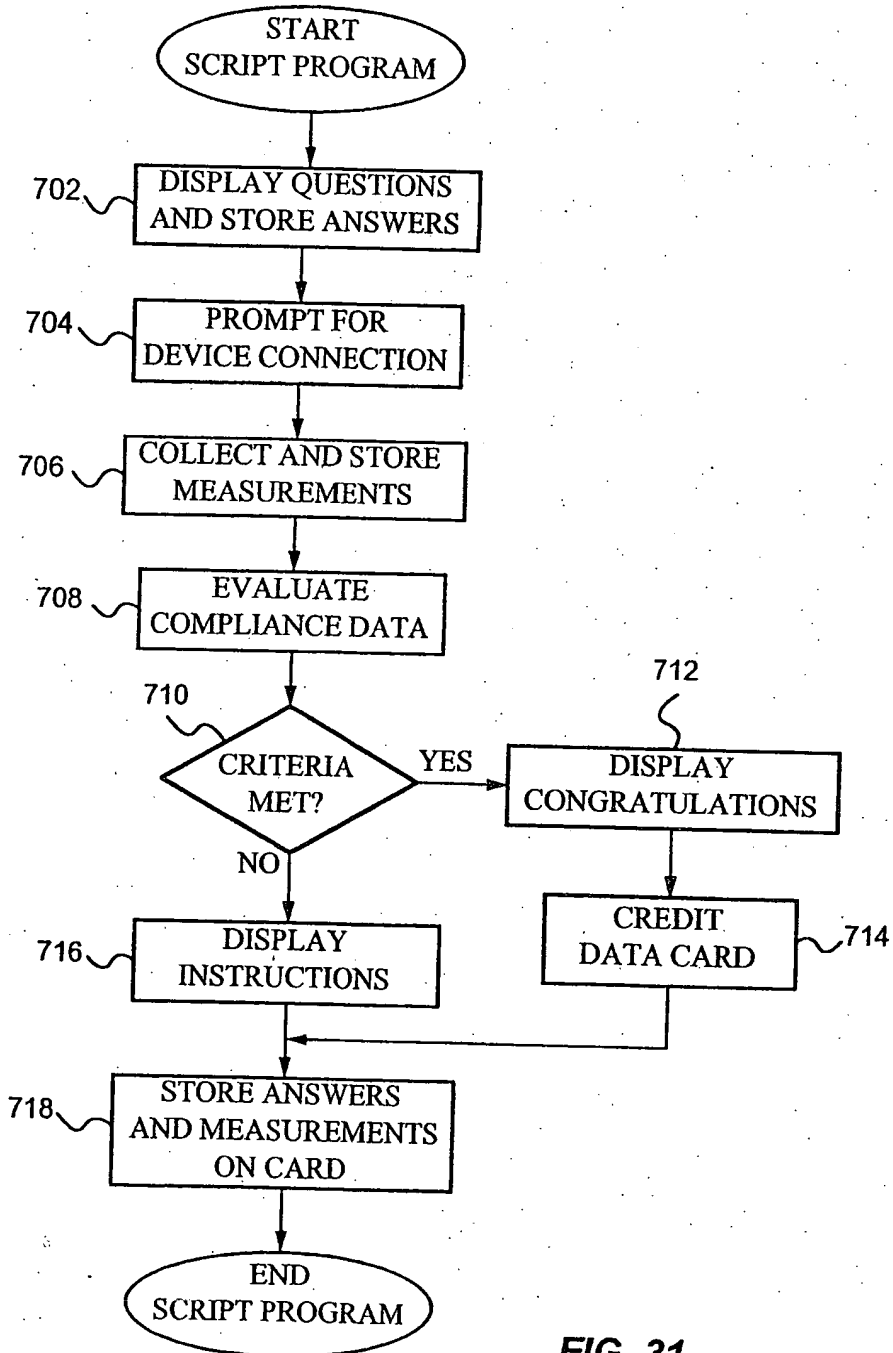 START
SCRIPT PROGRAM
702
DISPLAY QUESTIONS
AND STORE ANSWERS
704
PROMPT FOR
DEVICE CONNECTION
706
COLLECT AND STORE
MEASUREMENTS
708
EVALUATE
COMPLIANCE DATA
710
CRITERIA
MET?
YES
NO
712
DISPLAY
CONGRATULATIONS
CREDIT
DATA CARD
714
716
DISPLAY
INSTRUCTIONS
718
STORE ANSWERS
AND MEASUREMENTS
ON CARD
END
SCRIPT PROGRAM
FIG. 31